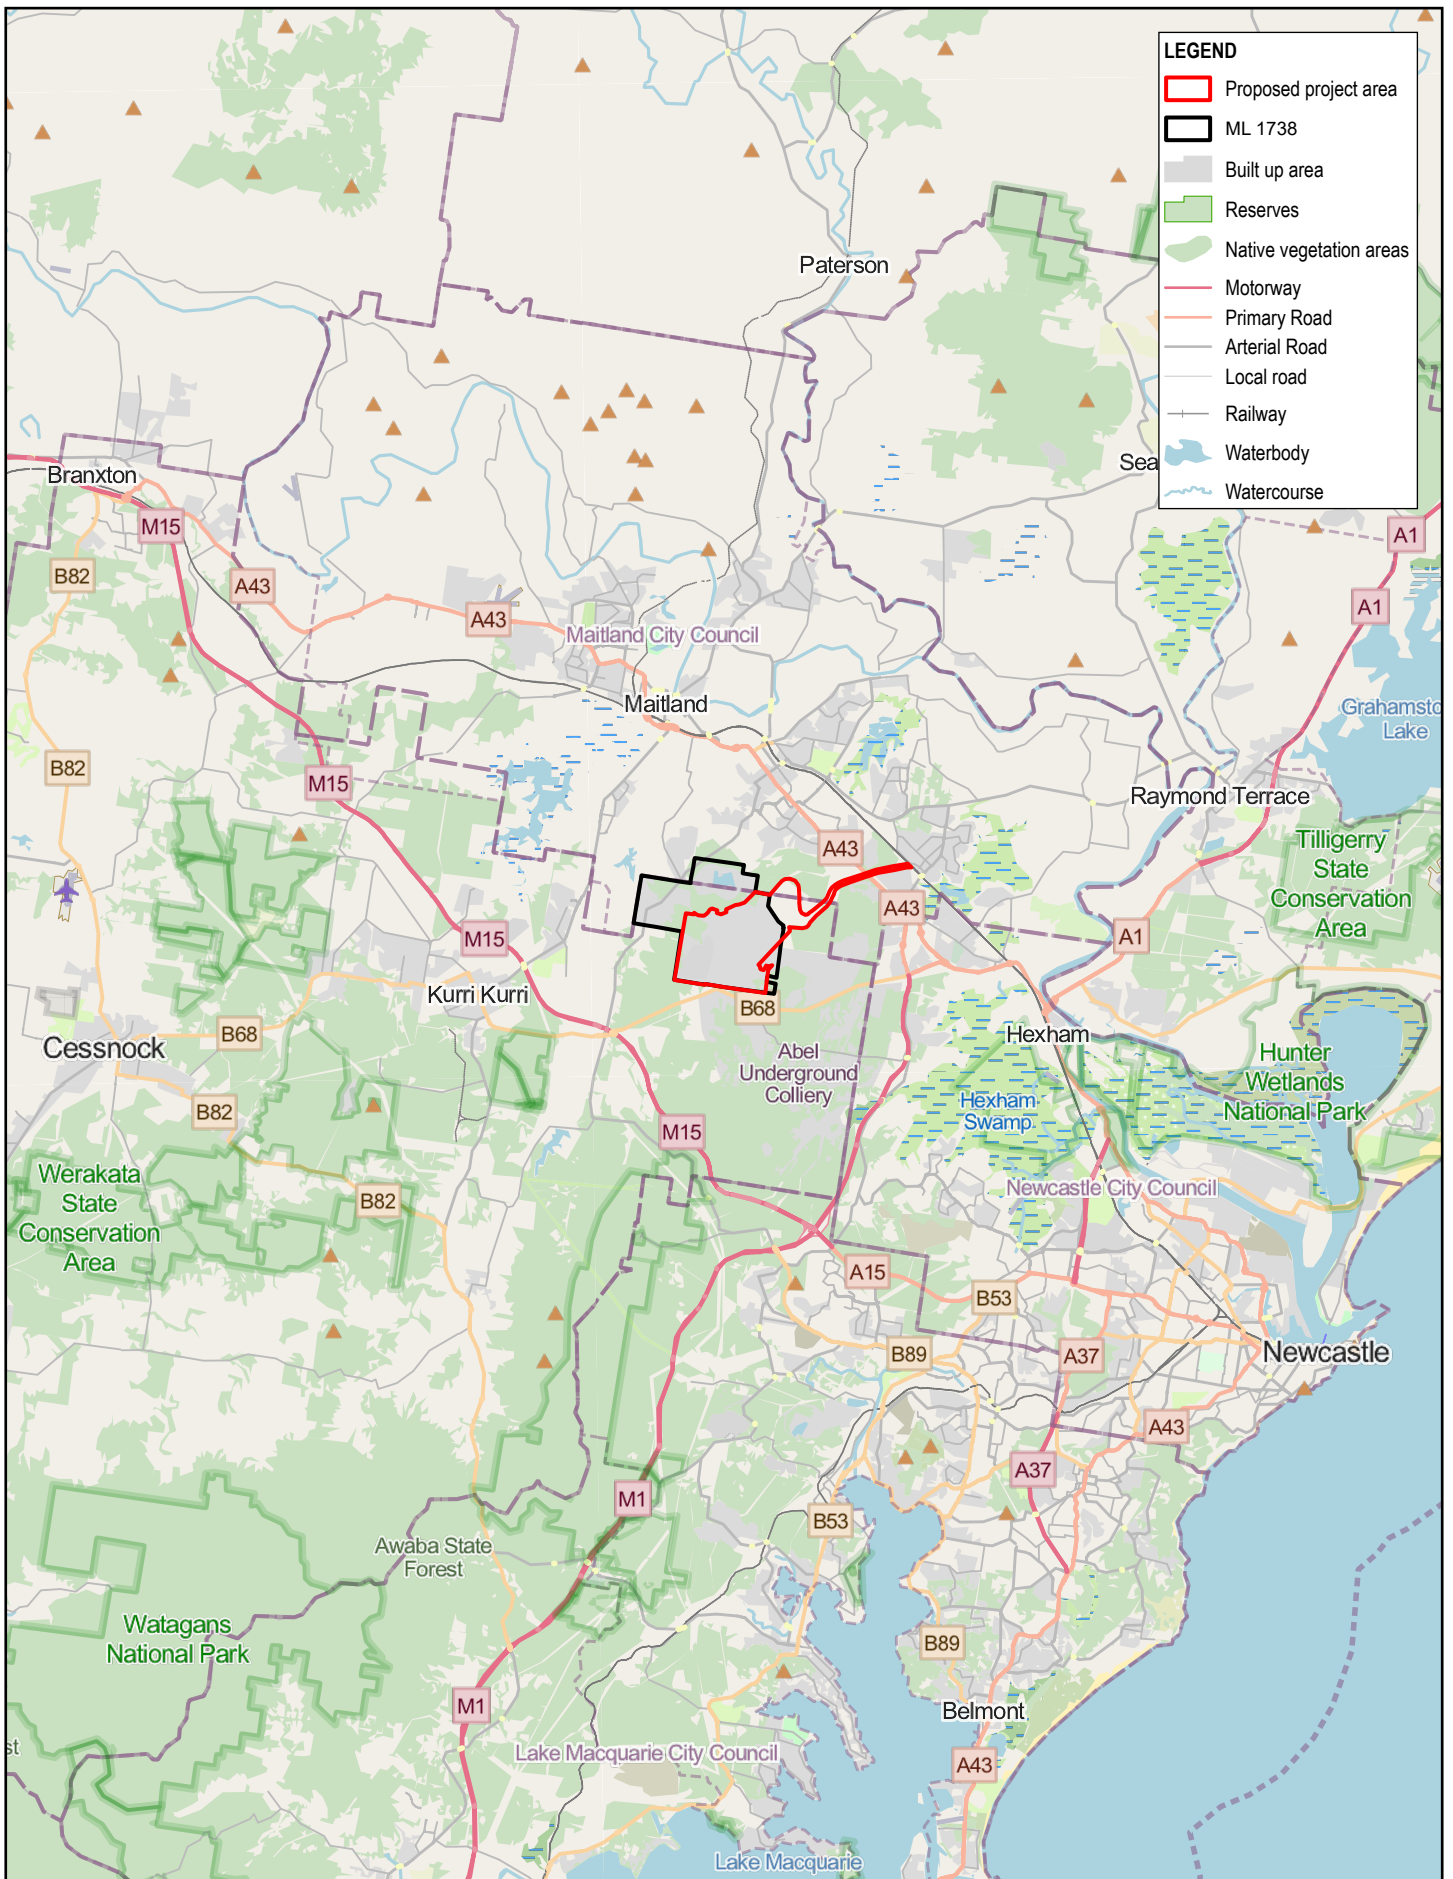 LEGEND
Proposed project area
ML 1738
Built up area
Reserves
Native vegetation areas
Motorway
Primary Road
Arterial Road
Local road
Railway
Waterbody
Watercourse
Paterson
Sea
Branxton
M15
A1
B82
A43
A43
A1
Maitland City Council
Maitland
Grahamsto
Lake
B82
M15
Raymond Terrace
A43
Tilligerry
State
Conservation
Area
A43
M15
A1
Kurri Kurri
B68
B68
Hexham
Cessnock
Abel
Underground
Colliery
Hunter
Wetlands
National Park
B82
Hexham
Swamp
M15
Werakata
State
Conservation
Area
B82
Newcastle City Council
A15
B53
B89
A37
Newcastle
A43
A37
M1
B53
Awaba State
Forest
Watagans
National Park
B89
M1
Belmont
st
Lake Macquarie City Council
A43
Lake Macquarie